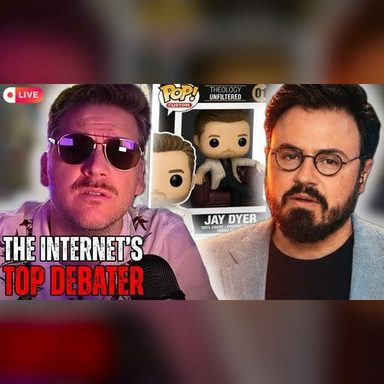 LIVE
POP!
CUSTOM
THEOLOGY
UNFILTERED
01
JAY DYER
THE INTERNET'S
TOP DEBATER